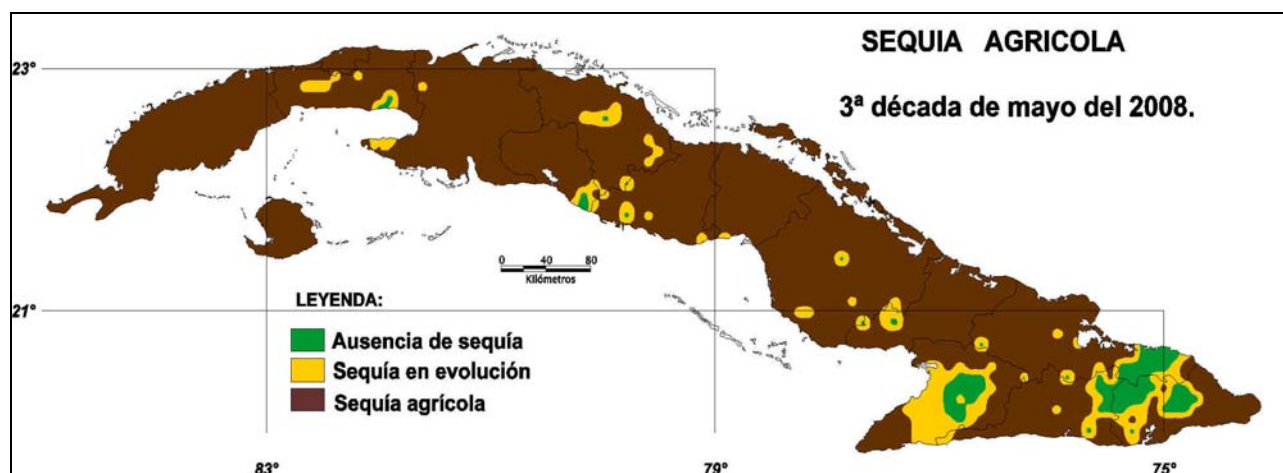 SEQUIA AGRICOLA
3ª década de mayo del 2008.
23°
0 40 80
Kilómetros
21°
LEYENDA:
Ausencia de sequía
Sequía en evolución
Sequía agrícola
83° 79° 75°